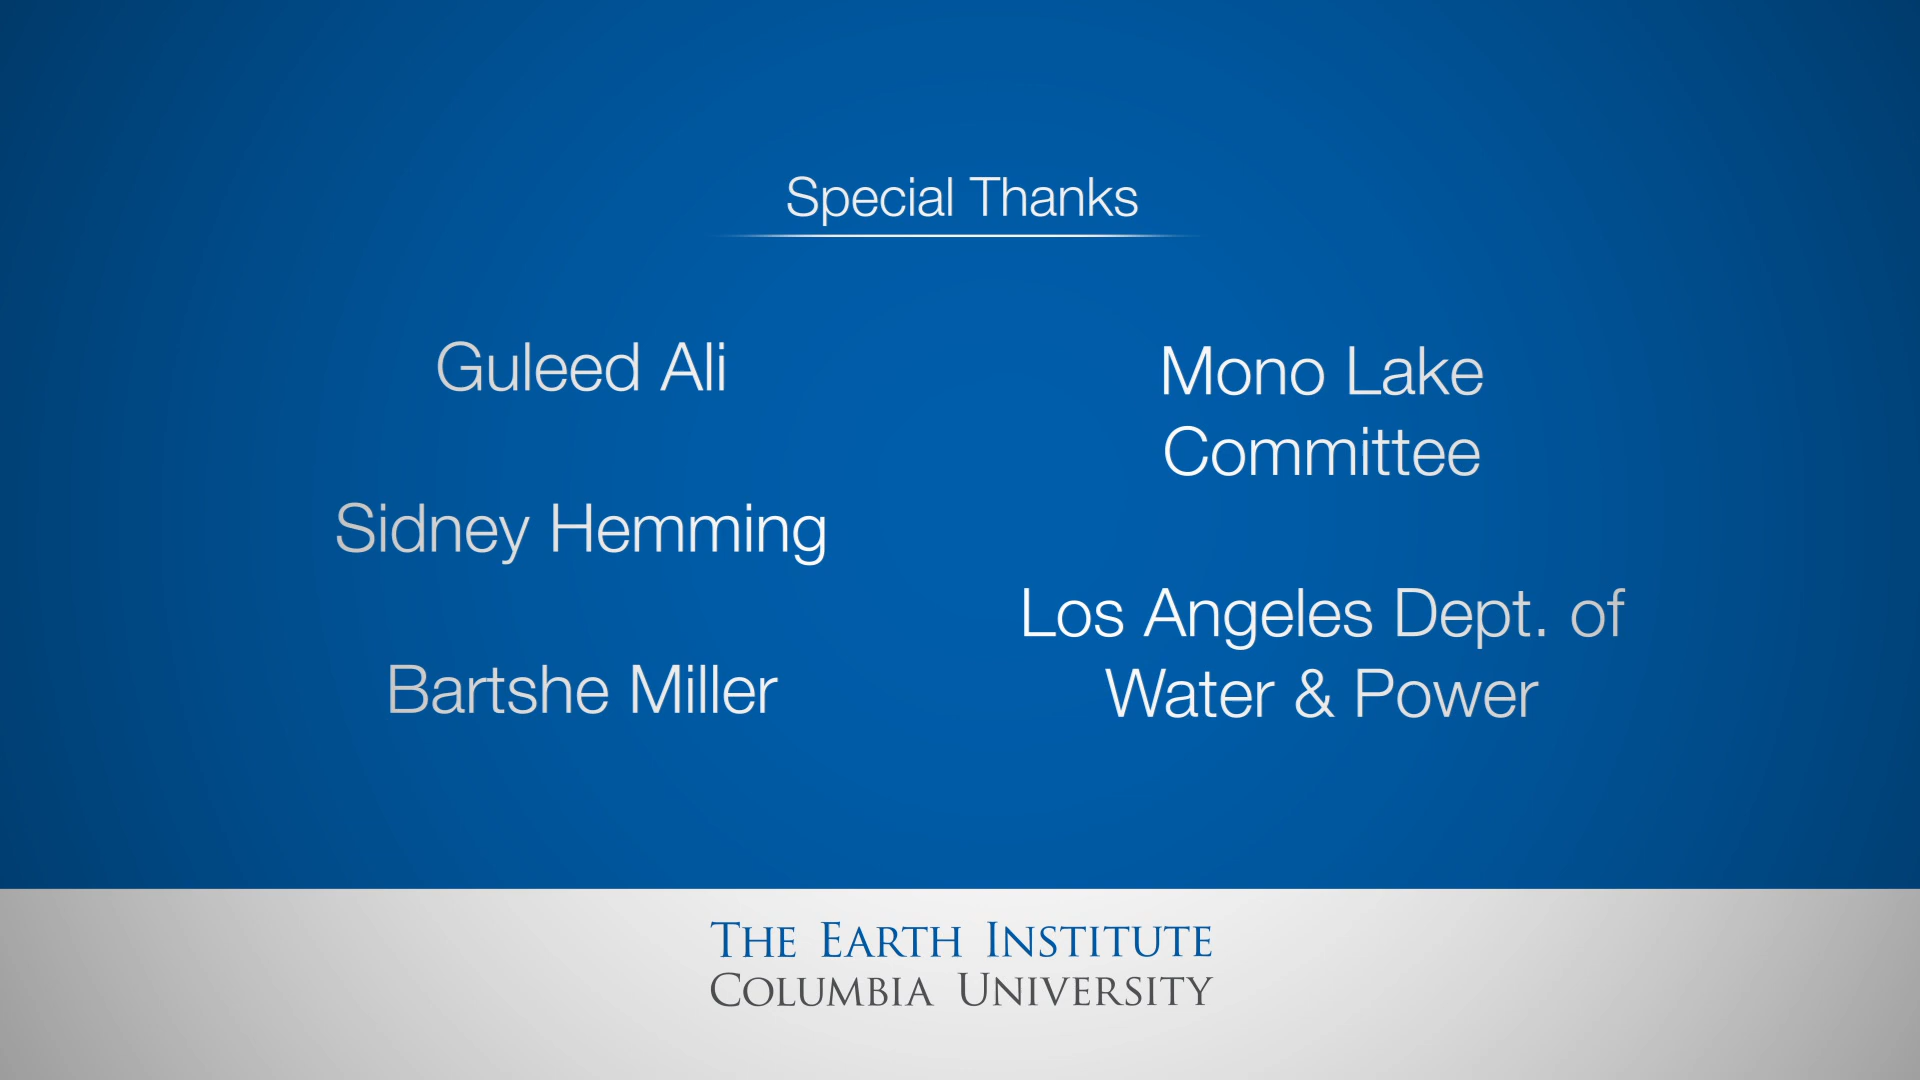 Special Thanks
Guleed Ali
Sidney Hemming
Bartshe Miller
Mono Lake
Committee
Los Angeles Dept. of
Water & Power
The Earth Institute
Columbia University